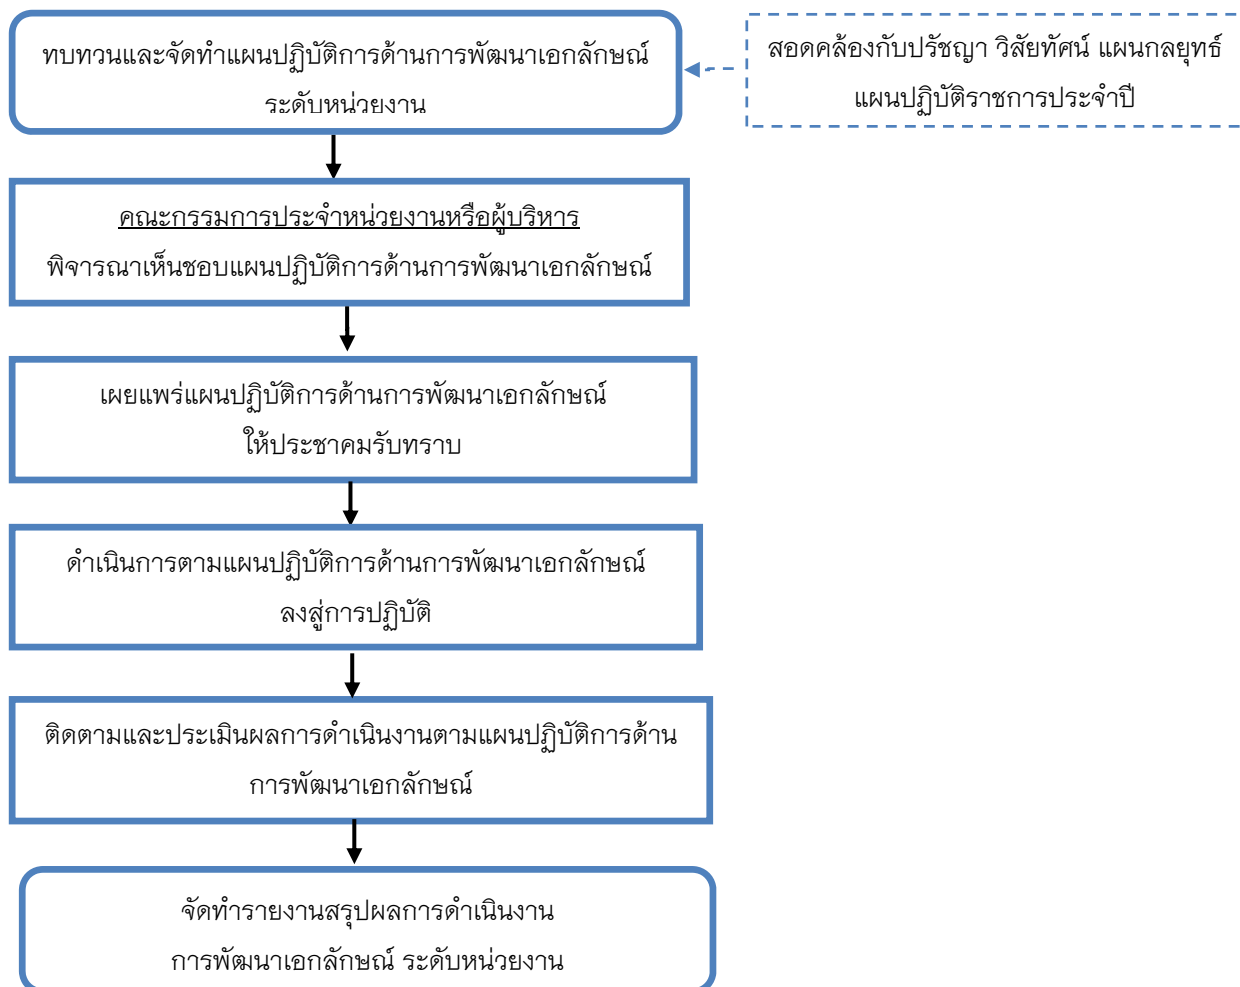 ทบทวนและจัดทำแผนปฏิบัติการด้านการพัฒนาเอกลักษณ์
ระดับหน่วยงาน
สอดคล้องกับปรัชญา วิสัยทัศน์ แผนกลยุทธ์
แผนปฏิบัติราชการประจำปี
คณะกรรมการประจำหน่วยงานหรือผู้บริหาร
พิจารณาเห็นชอบแผนปฏิบัติการด้านการพัฒนาเอกลักษณ์
เผยแพร่แผนปฏิบัติการด้านการพัฒนาเอกลักษณ์
ให้ประชาคมรับทราบ
ดำเนินการตามแผนปฏิบัติการด้านการพัฒนาเอกลักษณ์
ลงสู่การปฏิบัติ
ติดตามและประเมินผลการดำเนินงานตามแผนปฏิบัติการด้าน
การพัฒนาเอกลักษณ์
จัดทำรายงานสรุปผลการดำเนินงาน
การพัฒนาเอกลักษณ์ ระดับหน่วยงาน